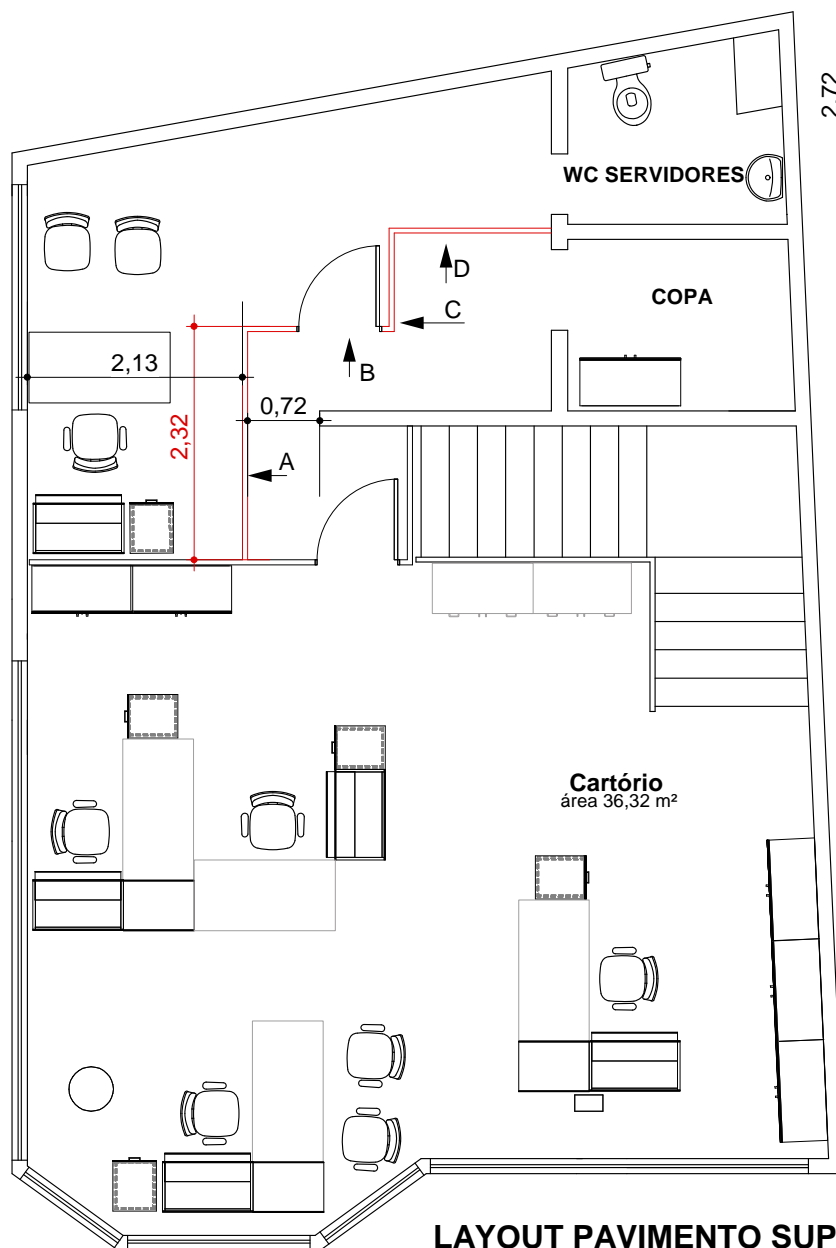 2,72
WC SERVIDORES
D
COPA
C
2,13
B
0,72
2,32
A
Cartório
área 36,32 m²
LAYOUT PAVIMENTO SUP